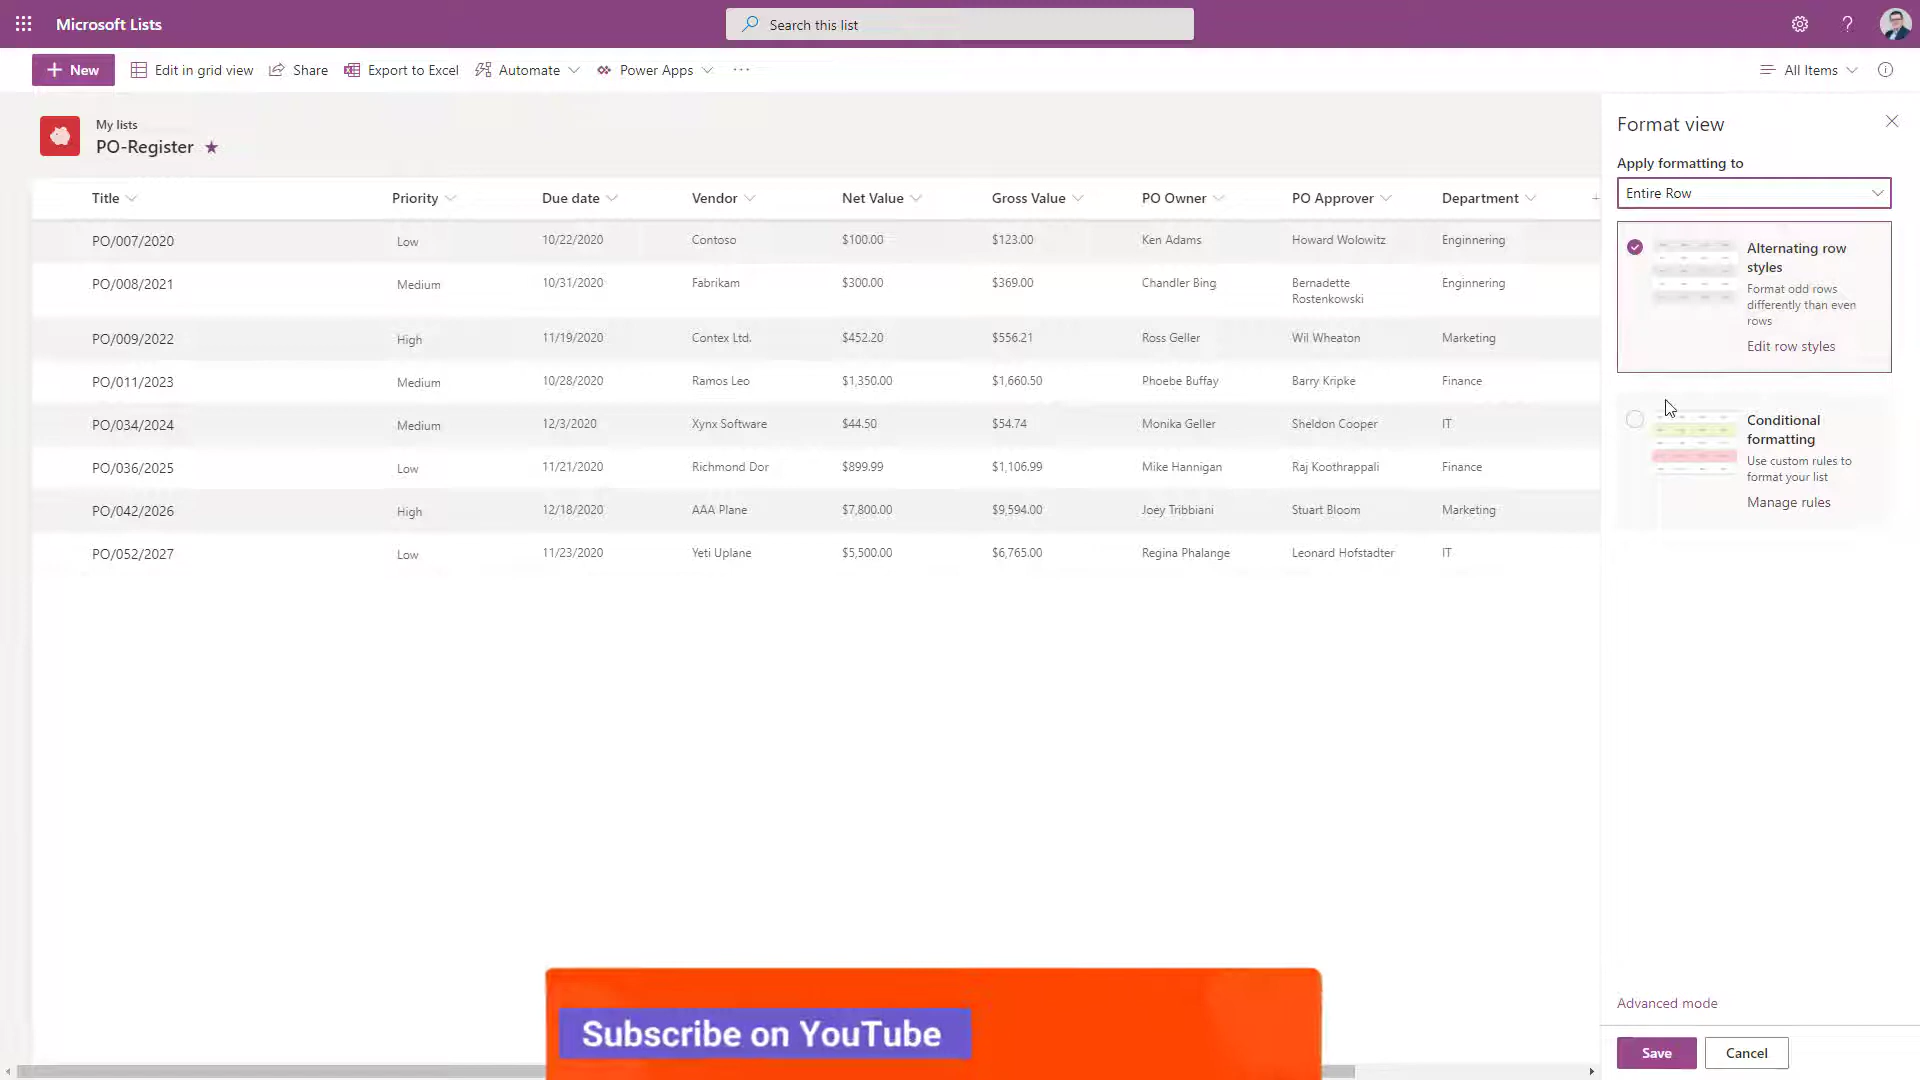 Microsoft Lists
Search this list
New
Edit in grid view
Share
Export to Excel
Automate
Power Apps
All Items
My lists
PO-Register
Title Priority Due date Vendor Net Value Gross Value PO Owner PO Approver Department
PO/007/2020 Low 10/22/2020 Contoso $100.00 $123.00 Ken Adams Howard Wolowitz Enginnering
PO/008/2021 Medium 10/31/2020 Fabrikam $300.00 $369.00 Chandler Bing Bernadette Enginnering
Rostenkowski
PO/009/2022 High 11/19/2020 Contex Ltd. $452.20 $556.21 Ross Geller Wil Wheaton Marketing
PO/011/2023 Medium 10/28/2020 Ramos Leo $1,350.00 $1,660.50 Phoebe Buffay Barry Kripke Finance
PO/034/2024 Medium 12/3/2020 Xynx Software $44.50 $54.74 Monika Geller Sheldon Cooper IT
PO/036/2025 Low 11/21/2020 Richmond Dor $899.99 $1,106.99 Mike Hannigan Raj Koothrappali Finance
PO/042/2026 High 12/18/2020 AAA Plane $7,800.00 $9,594.00 Joey Tribbiani Stuart Bloom Marketing
PO/052/2027 Low 11/23/2020 Yeti Uplane $5,500.00 $6,765.00 Regina Phalange Leonard Hofstadter IT
Format view
Apply formatting to
Entire Row
Alternating row
styles
Format odd rows
differently than even
rows
Edit row styles
Conditional
formatting
Use custom rules to
format your list
Manage rules
Advanced mode
Save
Cancel
Subscribe on YouTube